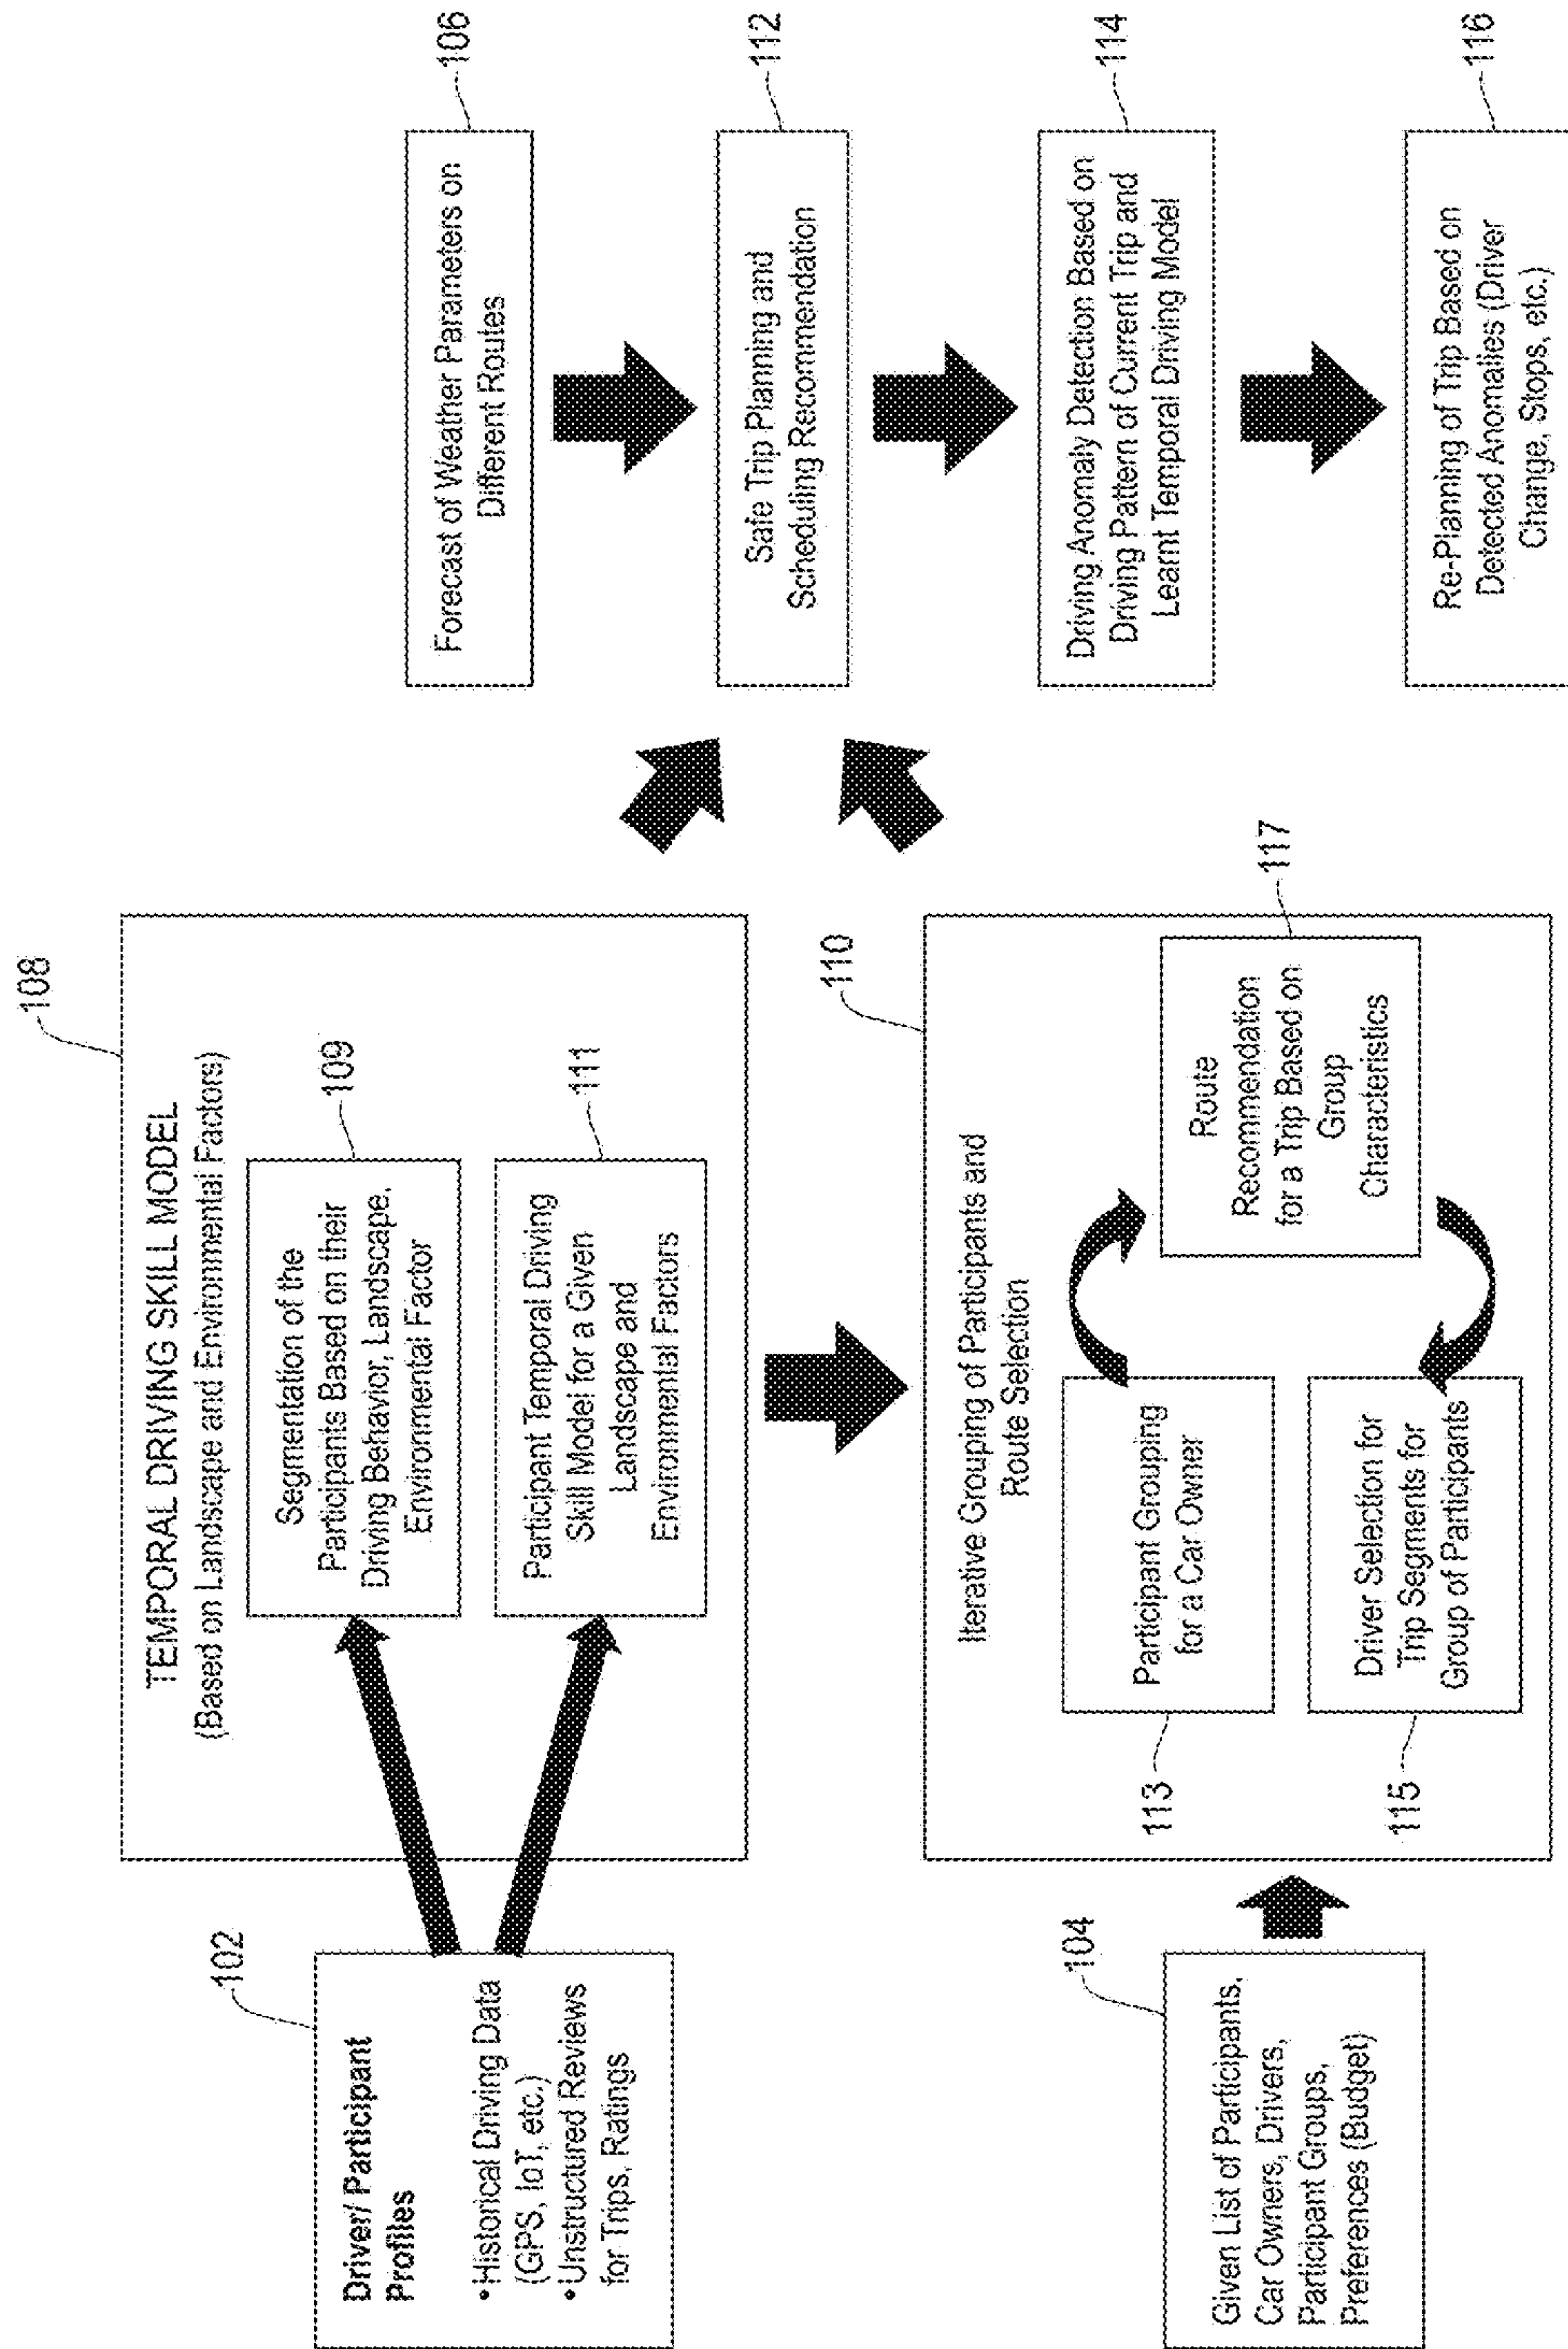 102
Driver/ Participant
Profiles
•Historical Driving Data
(GPS, IoT, etc.)
•Unstructured Reviews
for Trips, Ratings
104
Given List of Participants,
Car Owners, Drivers,
Participant Groups,
Preferences (Budget)
108
TEMPORAL DRIVING SKILL MODEL
(Based on Landscape and Environmental Factors)
109
Segmentation of the
Participants Based on their
Driving Behavior, Landscape,
Environmental Factor
111
Participant Temporal Driving
Skill Model for a Given
Landscape and
Environmental Factors
110
Iterative Grouping of Participants and
Route Selection
113
Participant Grouping
for a Car Owner
115
Driver Selection for
Trip Segments for
Group of Participants
117
Route
Recommendation
for a Trip Based on
Group
Characteristics
106
Forecast of Weather Parameters on
Different Routes
112
Safe Trip Planning and
Scheduling Recommendation
114
Driving Anomaly Detection Based on
Driving Pattern of Current Trip and
Learnt Temporal Driving Model
116
Re-Planning of Trip Based on
Detected Anomalies (Driver
Change, Stops, etc.)